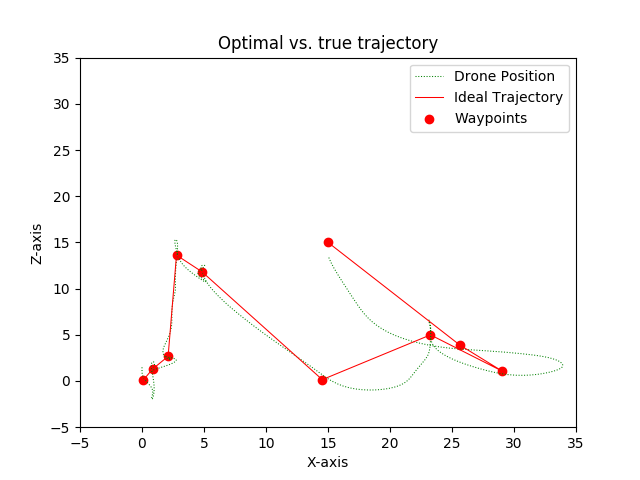 Optimal vs. true trajectory
Drone Position
Ideal Trajectory
Waypoints
Z-axis
35
30
25
20
15
10
5
0
−5
−5 0 5 10 15 20 25 30 35
X-axis